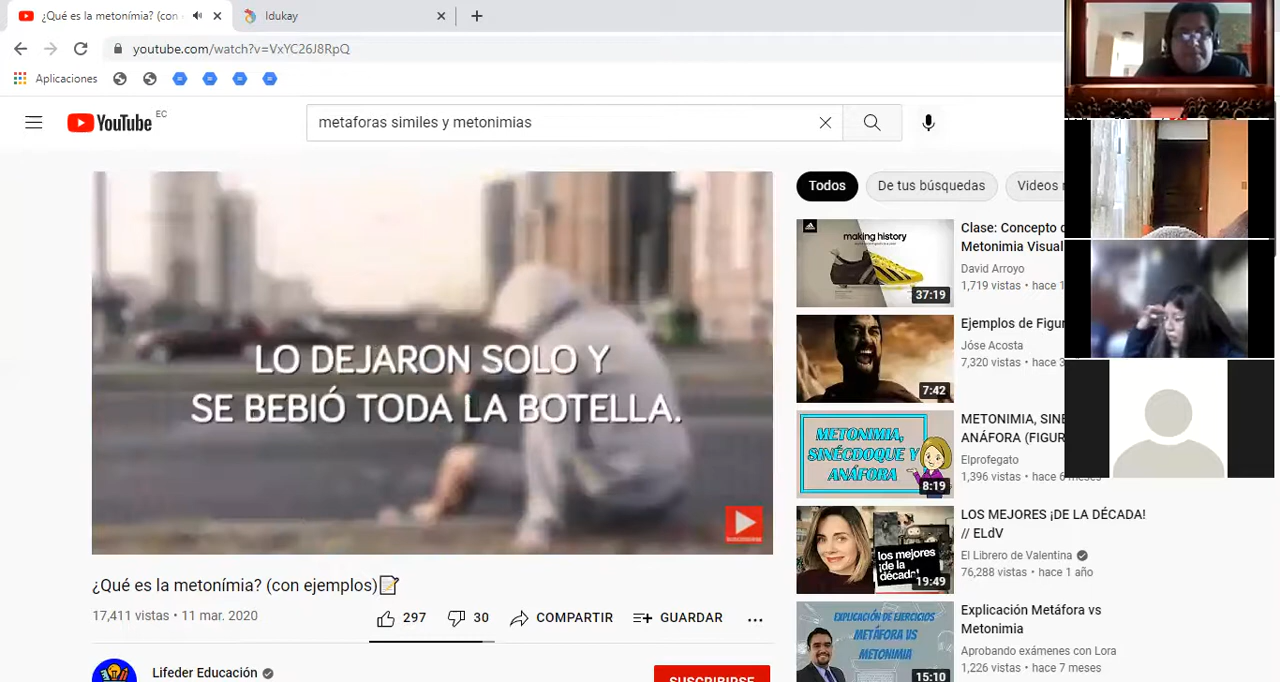 ¿Qué es la metonímia? (con
Idukay
youtube.com/watch?v=VxYC26J8RpQ
Aplicaciones
YouTube EC
metaforas similes y metonimias
LO DEJARON SOLO Y
SE BEBIÓ TODA LA BOTELLA.
¿Qué es la metonímia? (con ejemplos)📝
17,411 vistas • 11 mar. 2020
297
30
COMPARTIR
GUARDAR
Lifeder Educación
SUSCRIBIRSE
Todos
De tus búsquedas
Videos
making history
37:19
Clase: Concepto
Metonimia Visual
David Arroyo
1,719 vistas • hace 1
7:42
Ejemplos de Figur
Jóse Acosta
7,320 vistas • hace
METONIMIA,
SINÉCDOQUE Y
ANÁFORA
8:19
METONIMIA, SINÉ
ANÁFORA (FIGUR
Elprofegato
1,396 vistas • hace 6 meses
los mejores
¡de la
década!
19:49
LOS MEJORES ¡DE LA DÉCADA!
// ELdV
El Librero de Valentina
76,288 vistas • hace 1 año
EXPLICACIÓN DE EJERCICIOS
METÁFORA VS
METONIMIA
15:10
Explicación Metáfora vs
Metonimia
Aprobando exámenes con Lora
1,226 vistas • hace 7 meses